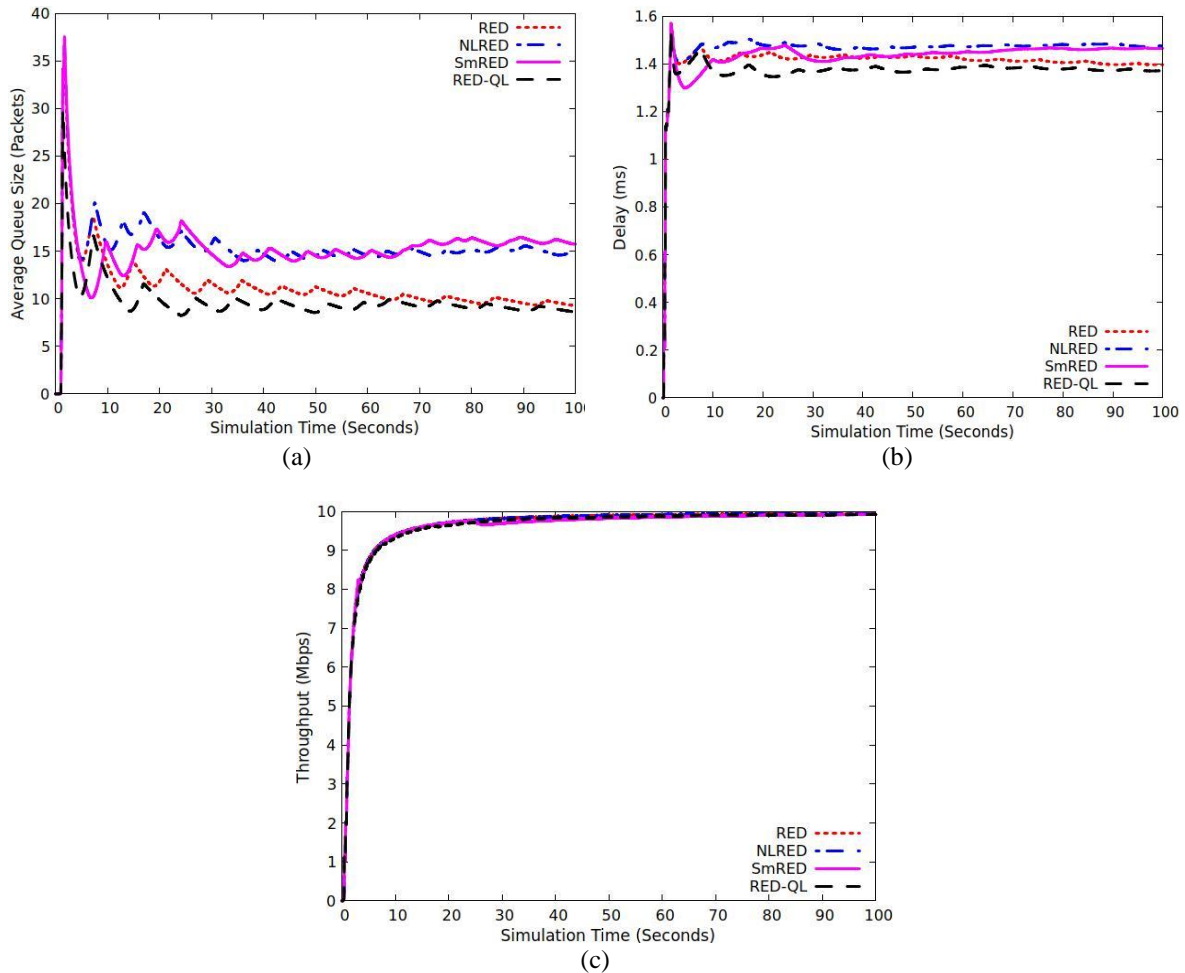 40
35
30
25
20
15
10
5
0
Average Queue Size (Packets)
RED
NLRED
SmRED
RED-QL
0 10 20 30 40 50 60 70 80 90 10
Simulation Time (Seconds)
(a)
1.6
1.4
1.2
1
0.8
0.6
0.4
0.2
0
Delay (ms)
RED
NLRED
SmRED
RED-QL
0 10 20 30 40 50 60 70 80 90 100
Simulation Time (Seconds)
(b)
10
9
8
7
6
5
4
3
2
1
0
Throughput (Mbps)
RED
NLRED
SmRED
RED-QL
0 10 20 30 40 50 60 70 80 90 100
Simulation Time (Seconds)
(c)